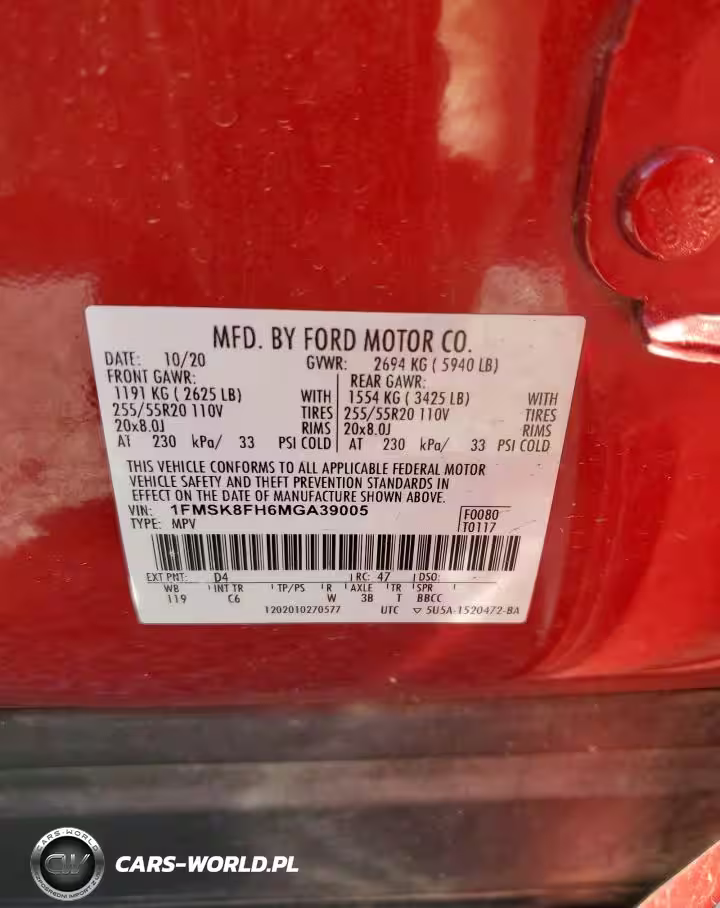 MFD. BY FORD MOTOR CO.
DATE: 10/20 GVWR: 2694 KG ( 5940 LB)
FRONT GAWR: REAR GAWR:
1191 KG ( 2625 LB) WITH 1554 KG ( 3425 LB) WITH
255/55R20 110V TIRES 255/55R20 110V TIRES
20x8.0J RIMS 20x8.0J RIMS
AT 230 kPa/ 33 PSI COLD AT 230 kPa/ 33 PSI COLD
THIS VEHICLE CONFORMS TO ALL APPLICABLE FEDERAL MOTOR
VEHICLE SAFETY AND THEFT PREVENTION STANDARDS IN
EFFECT ON THE DATE OF MANUFACTURE SHOWN ABOVE.
VIN: 1FMSK8FH6MGA39005 F0080
TYPE: MPV T0117
EXT PNT: D4 RC: 47 DSO:
WB INT TR TP/PS R AXLE TR SPR
119 C6 W 3B T BBCC
1202010270577 UTC 5U5A-1520472-BA
CARS-WORLD
CW
CARS-WORLD.PL